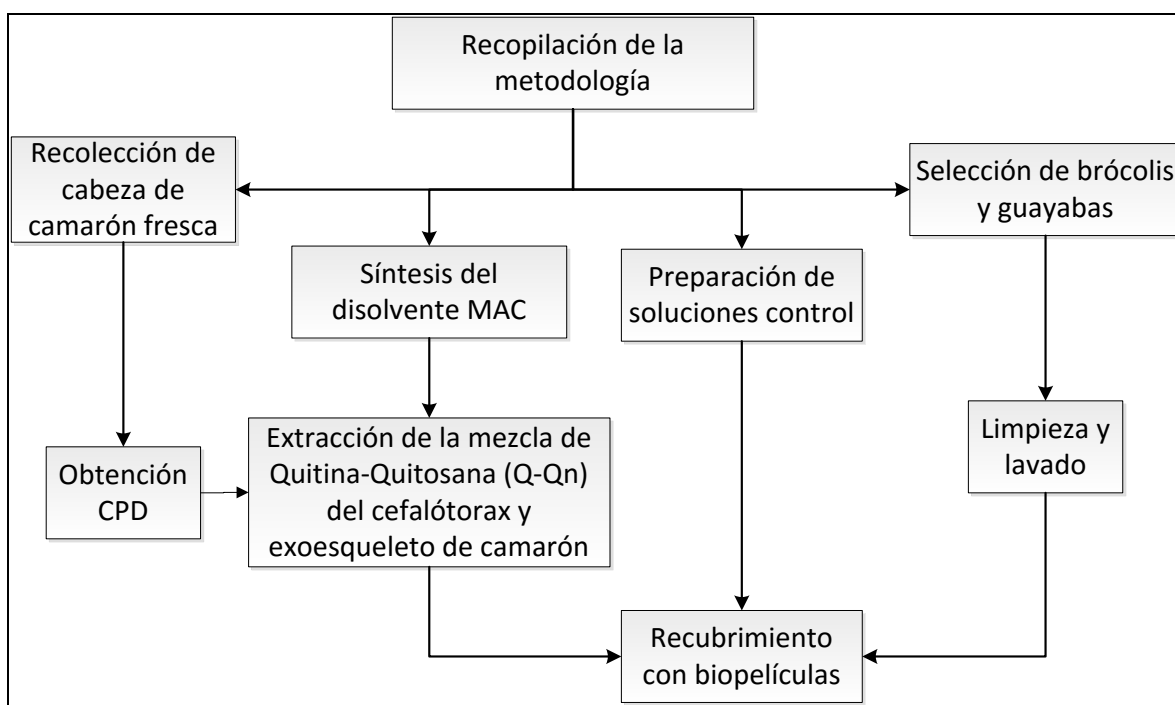 Recopilación de la
metodología
Recolección de
cabeza de
camarón fresca
Selección de brócolis
y guayabas
Síntesis del
disolvente MAC
Preparación de
soluciones control
Obtención
CPD
Extracción de la mezcla de
Quitina-Quitosana (Q-Qn)
del cefalótorax y
exoesqueleto de camarón
Limpieza y
lavado
Recubrimiento
con biopelículas